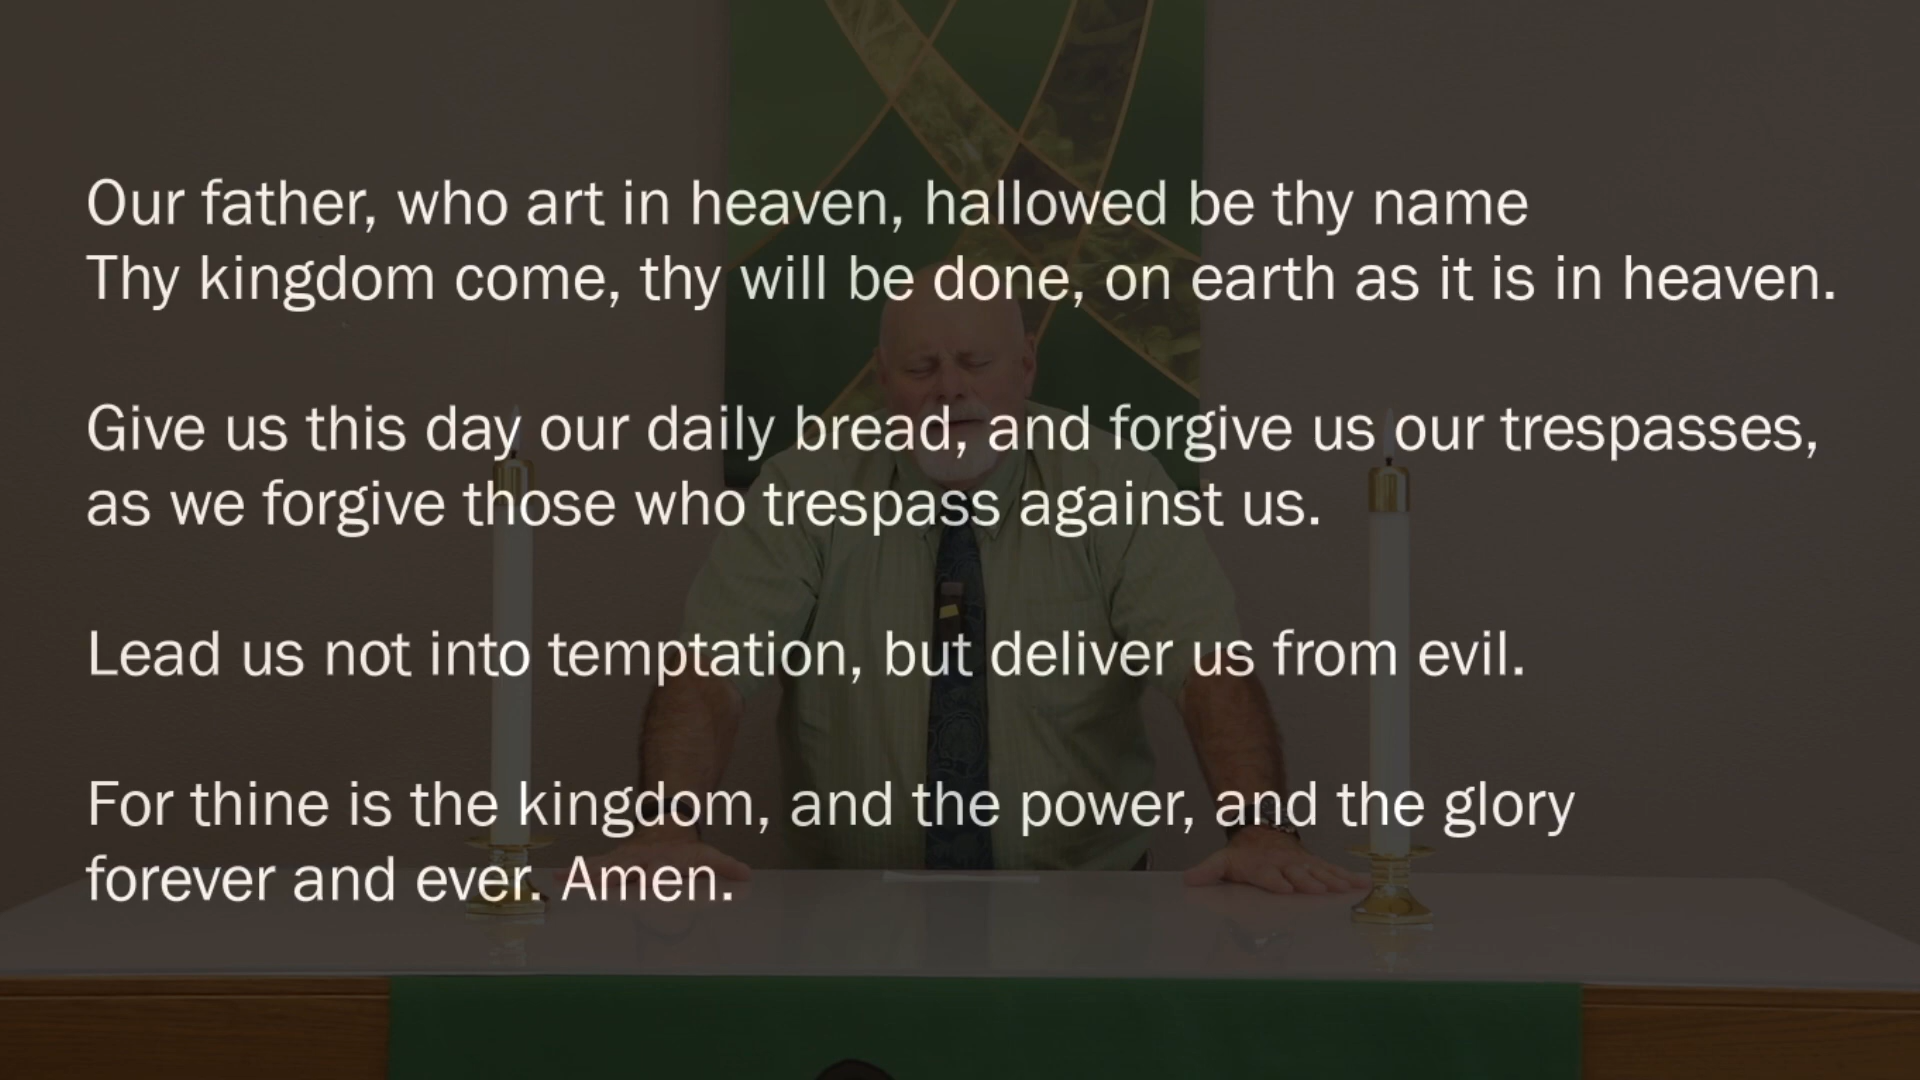 Our father, who art in heaven, hallowed be thy name
Thy kingdom come, thy will be done, on earth as it is in heaven.
Give us this day our daily bread, and forgive us our trespasses,
as we forgive those who trespass against us.
Lead us not into temptation, but deliver us from evil.
For thine is the kingdom, and the power, and the glory
forever and ever. Amen.